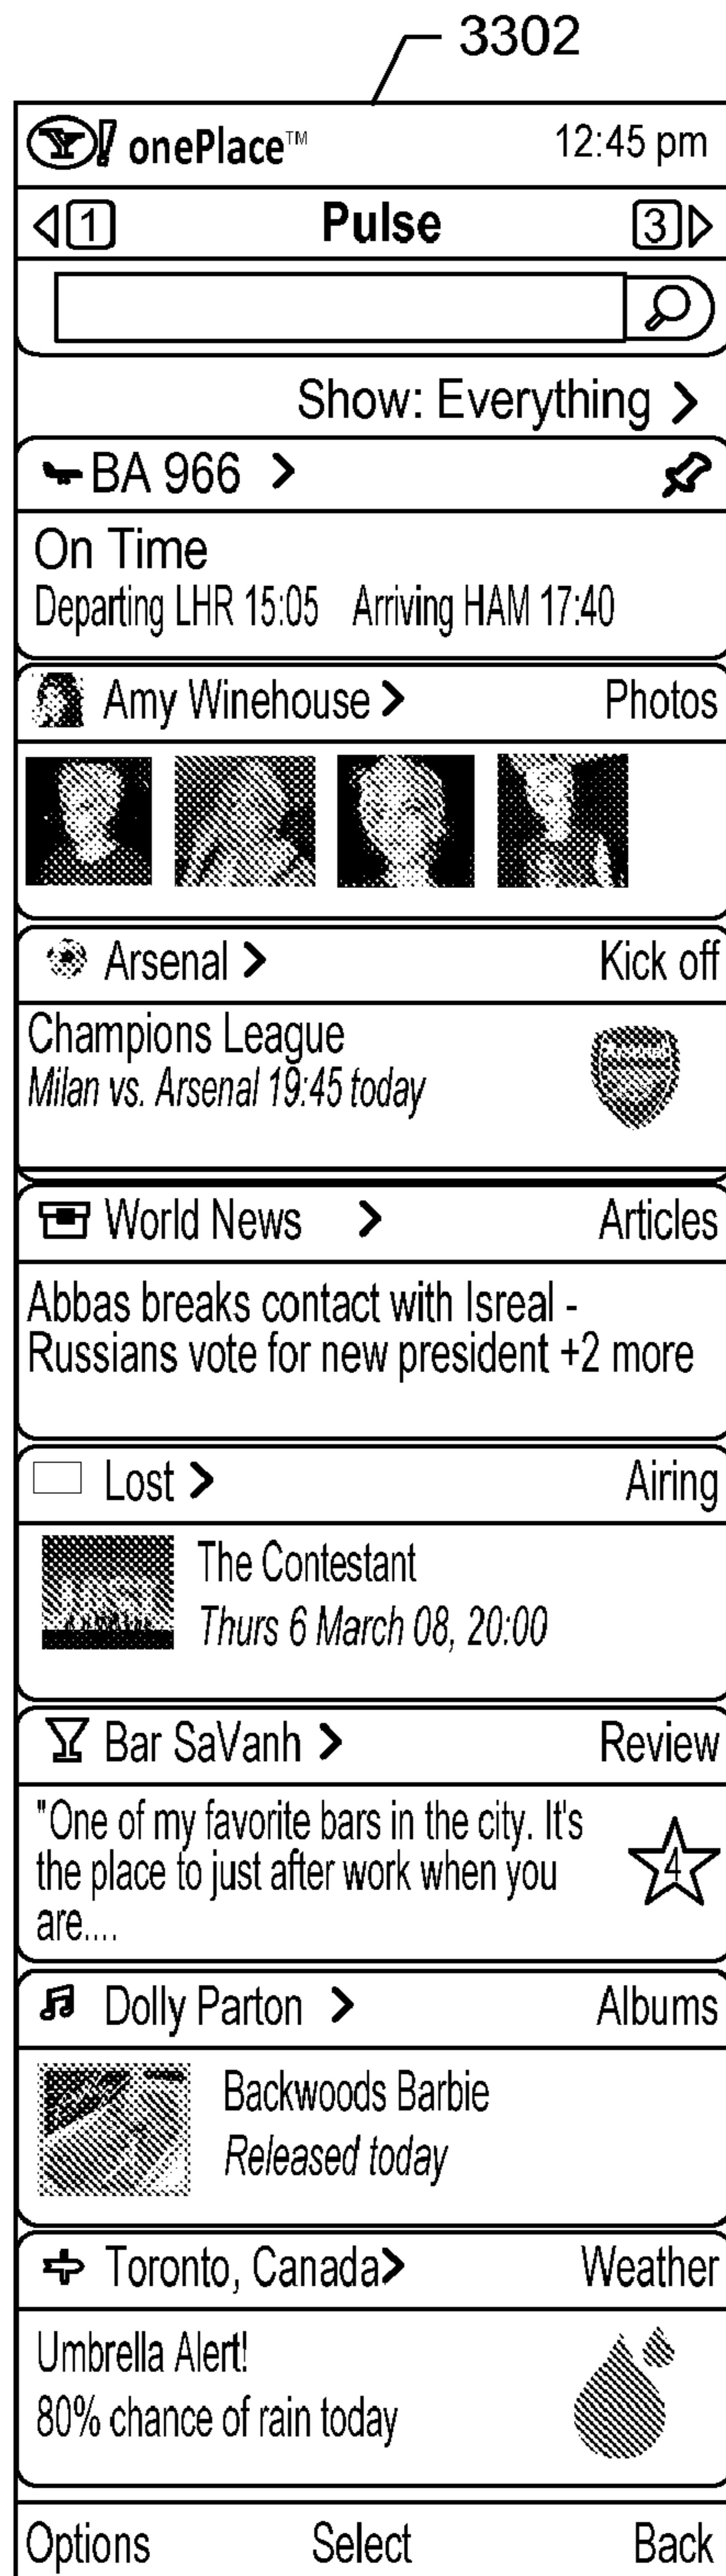 3302
Y! onePlace™ 12:45 pm
1 Pulse 3
Show: Everything >
BA 966 >
On Time
Departing LHR 15:05 Arriving HAM 17:40
Amy Winehouse > Photos
Arsenal > Kick off
Champions League
Milan vs. Arsenal 19:45 today
World News > Articles
Abbas breaks contact with Isreal -
Russians vote for new president +2 more
Lost > Airing
The Contestant
Thurs 6 March 08, 20:00
Bar SaVanh > Review
"One of my favorite bars in the city. It's
the place to just after work when you
are....
4
Dolly Parton > Albums
Backwoods Barbie
Released today
Toronto, Canada> Weather
Umbrella Alert!
80% chance of rain today
Options Select Back